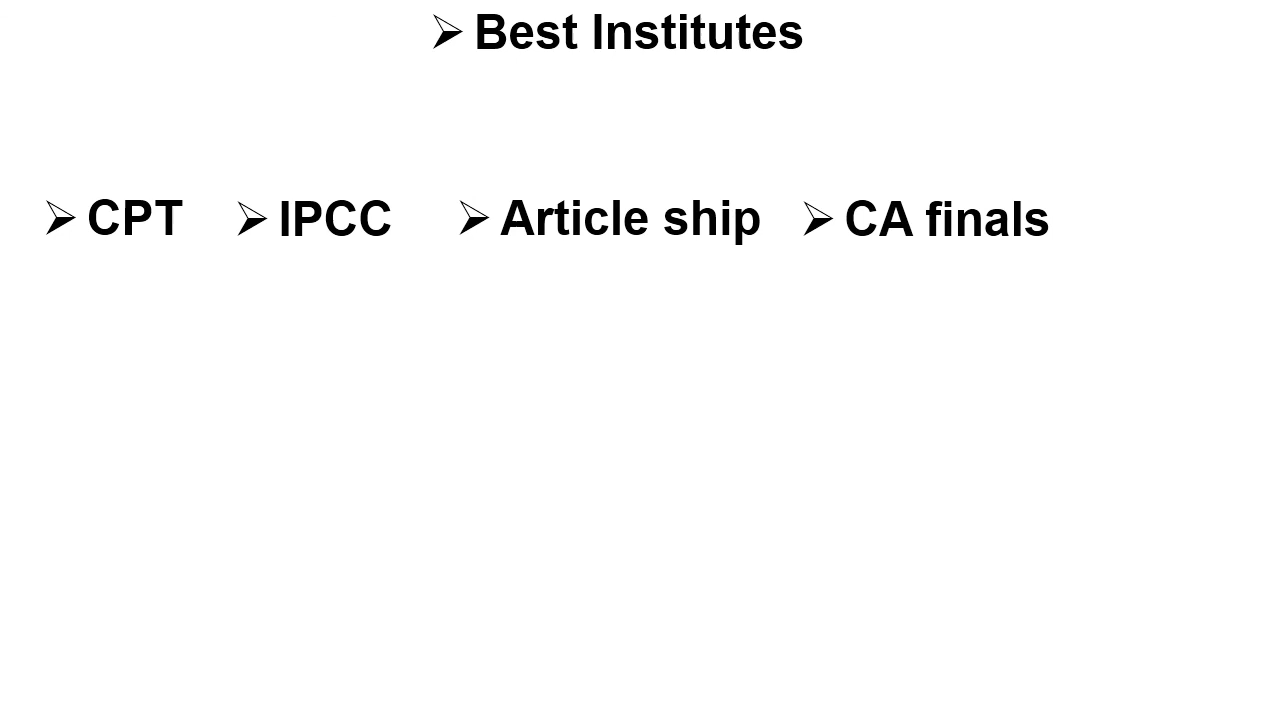 ➢ Best Institutes
➢ CPT ➢ IPCC ➢ Article ship ➢ CA finals